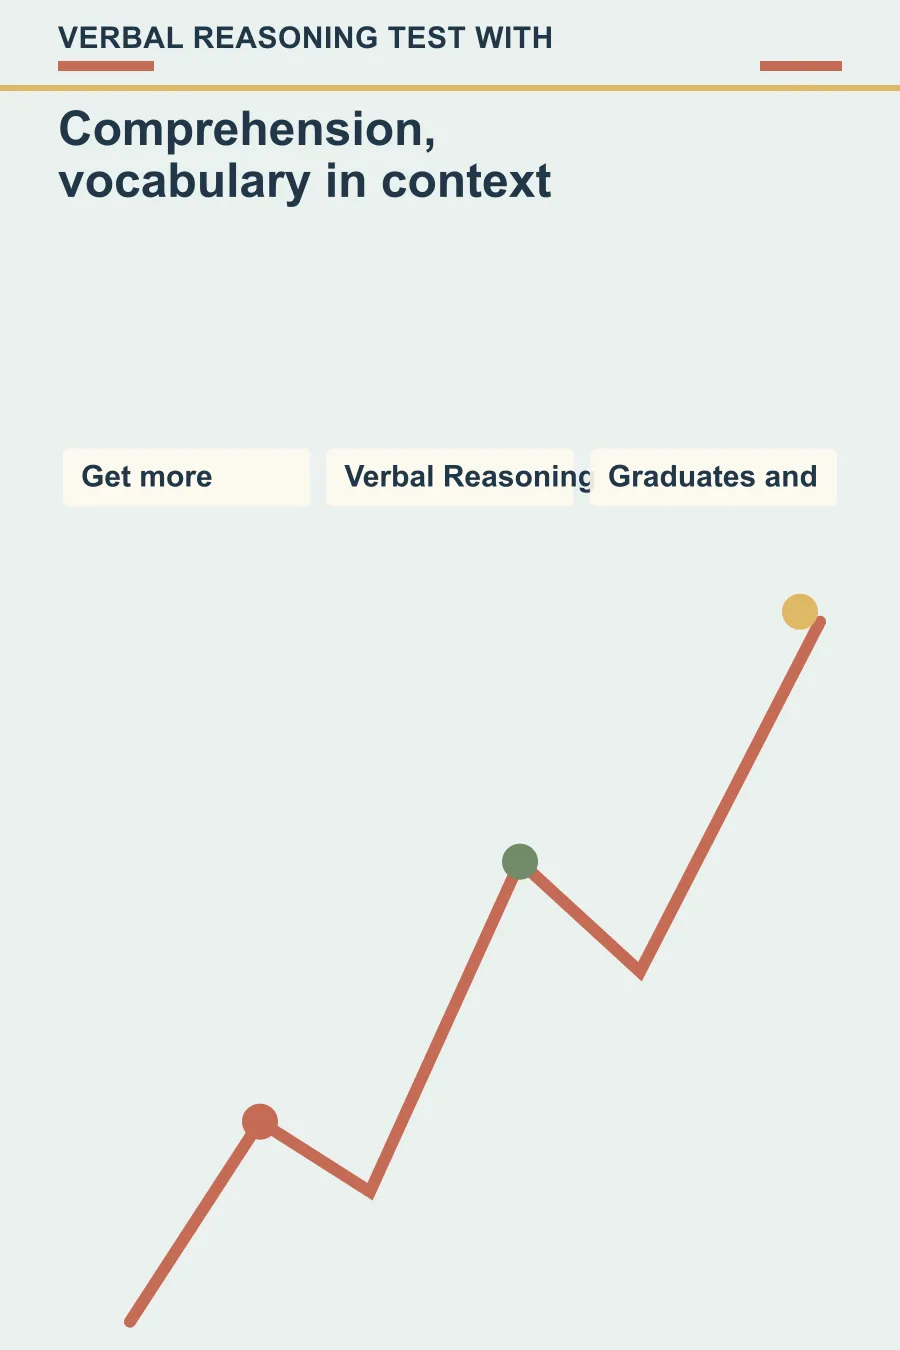 VERBAL REASONING TEST WITH
Comprehension,
vocabulary in context
Get more
Verbal Reasoning
Graduates and